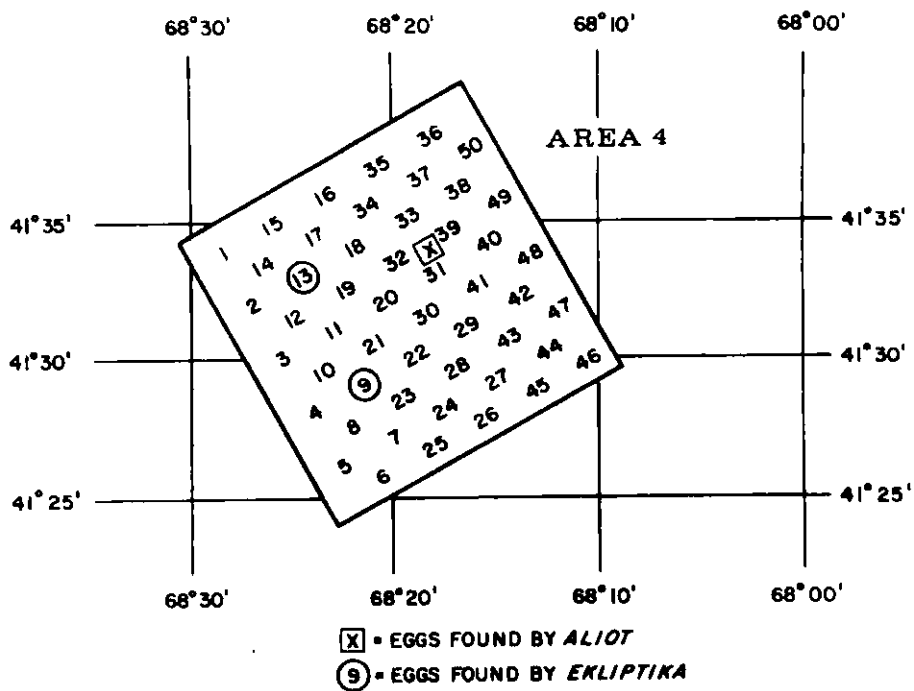 68°30' 68°20' 68°10' 68°00'
AREA 4
41°35' 41°35'
1 15 16 35 36
14 17 34 37 50
2 13 18 33 38
12 19 32 X 39 49
3 11 20 31 40
10 21 30 41 48
4 9 22 29 42
8 23 28 43 47
5 7 24 27 44
6 25 26 45 46
41°30' 41°30'
41°25' 41°25'
68°30' 68°20' 68°10' 68°00'
X = EGGS FOUND BY ALIOT
9 = EGGS FOUND BY EKLIPTIKA